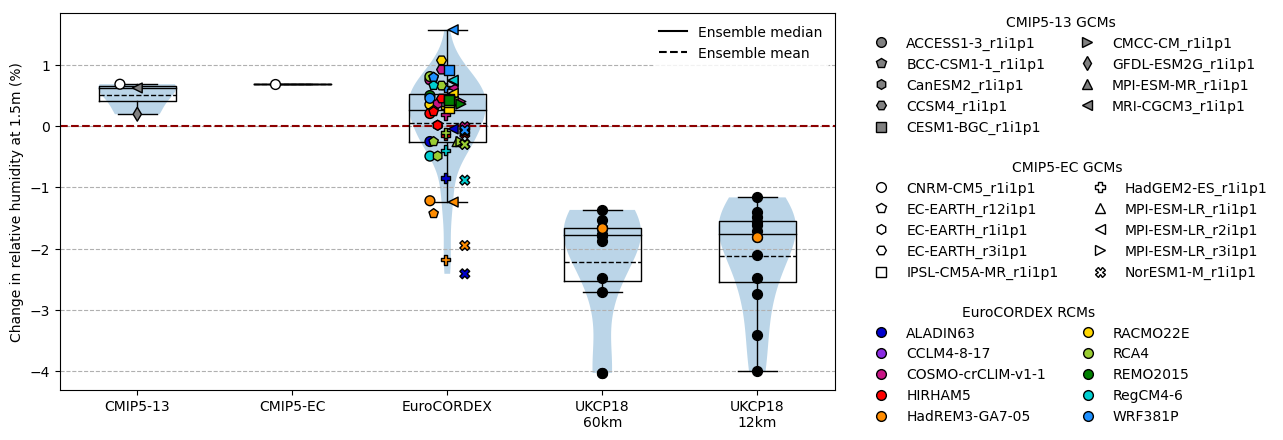 Change in relative humidity at 1.5m (%)
1
0
−1
−2
−3
−4
Ensemble median
Ensemble mean
CMIP5-13
CMIP5-EC
EuroCORDEX
UKCP18
60km
UKCP18
12km
CMIP5-13 GCMs
ACCESS1-3_r1i1p1
BCC-CSM1-1_r1i1p1
CanESM2_r1i1p1
CCSM4_r1i1p1
CESM1-BGC_r1i1p1
CMCC-CM_r1i1p1
GFDL-ESM2G_r1i1p1
MPI-ESM-MR_r1i1p1
MRI-CGCM3_r1i1p1
CMIP5-EC GCMs
CNRM-CM5_r1i1p1
EC-EARTH_r12i1p1
EC-EARTH_r1i1p1
EC-EARTH_r3i1p1
IPSL-CM5A-MR_r1i1p1
HadGEM2-ES_r1i1p1
MPI-ESM-LR_r1i1p1
MPI-ESM-LR_r2i1p1
MPI-ESM-LR_r3i1p1
NorESM1-M_r1i1p1
EuroCORDEX RCMs
ALADIN63
CCLM4-8-17
COSMO-crCLIM-v1-1
HIRHAM5
HadREM3-GA7-05
RACMO22E
RCA4
REMO2015
RegCM4-6
WRF381P